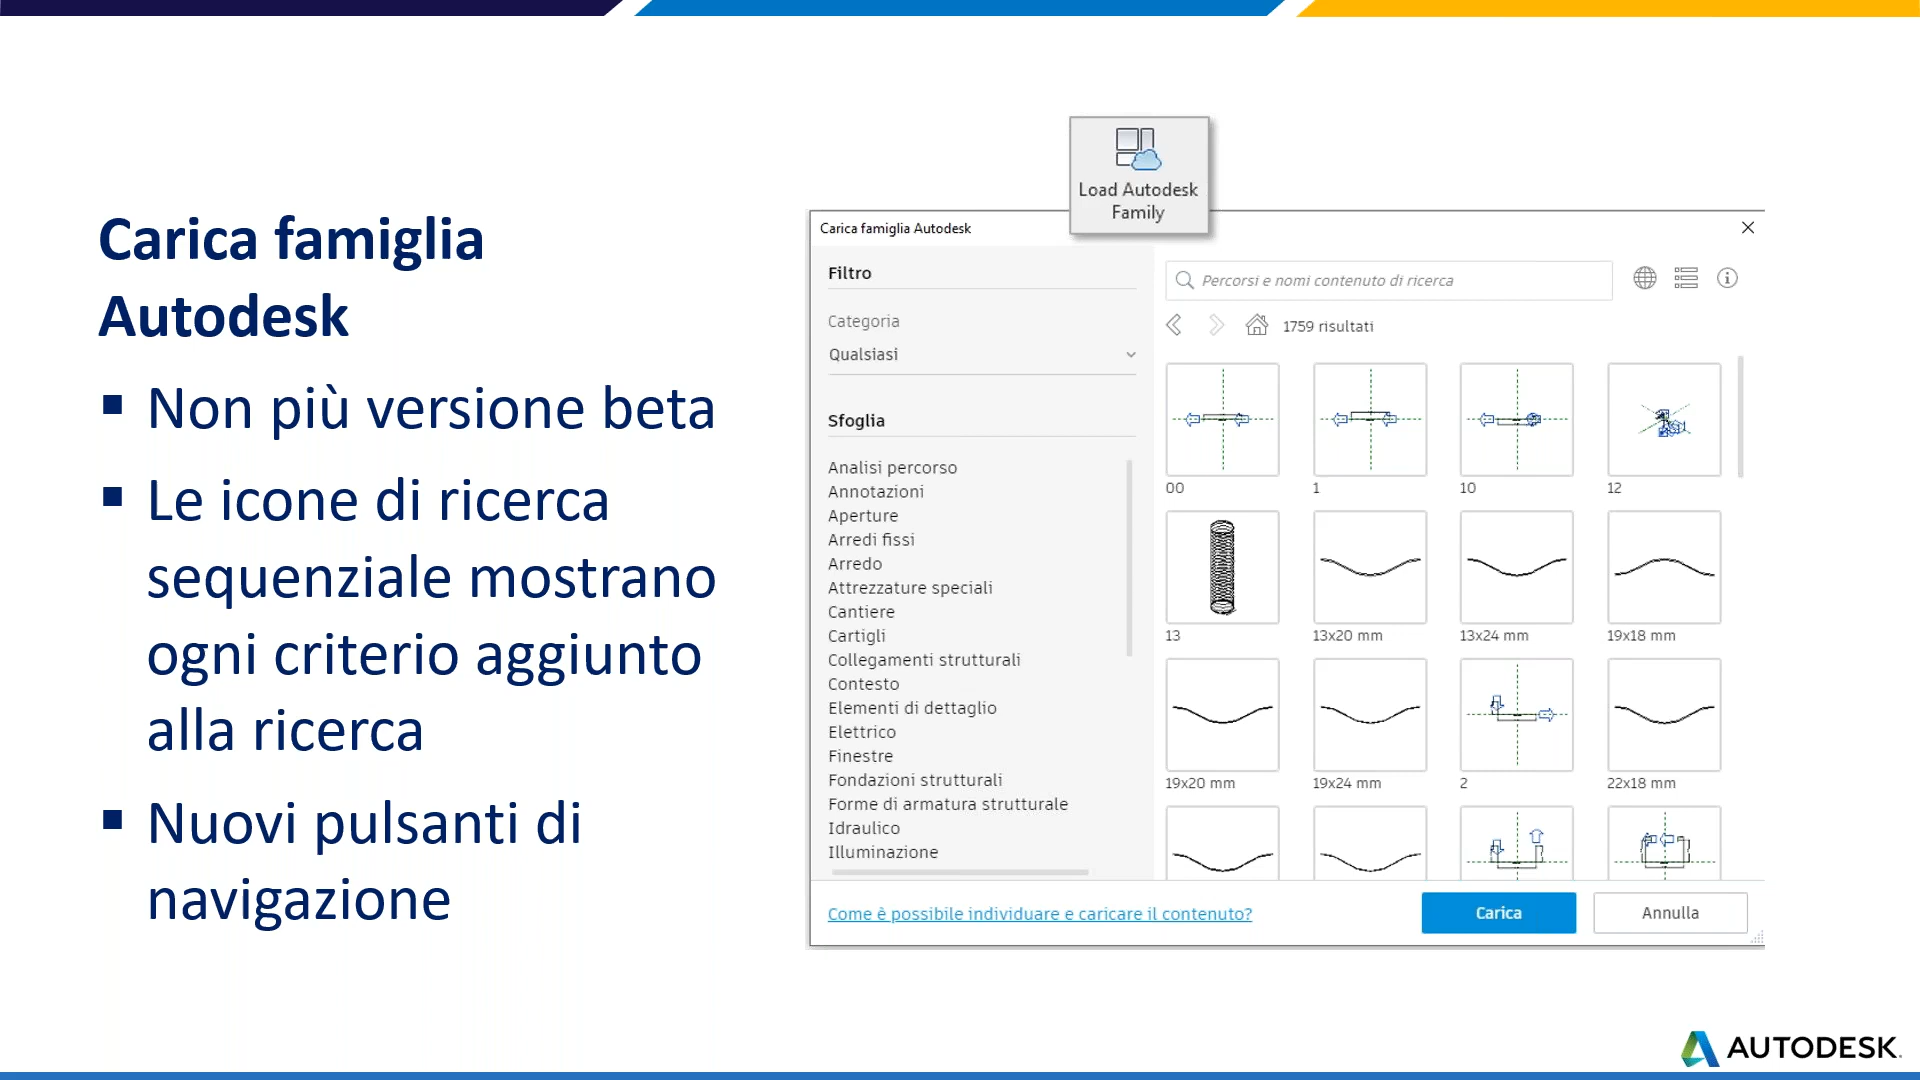 Carica famiglia
Autodesk
▪ Non più versione beta
▪ Le icone di ricerca
sequenziale mostrano
ogni criterio aggiunto
alla ricerca
▪ Nuovi pulsanti di
navigazione
Load Autodesk
Family
Carica famiglia Autodesk
Filtro
Categoria
Qualsiasi
Sfoglia
Analisi percorso
Annotazioni
Aperture
Arredi fissi
Arredo
Attrezzature speciali
Cantiere
Cartigli
Collegamenti strutturali
Contesto
Elementi di dettaglio
Elettrico
Finestre
Fondazioni strutturali
Forme di armatura strutturale
Idraulico
Illuminazione
Percorsi e nomi contenuto di ricerca
1759 risultati
00 1 10 12
13 13x20 mm 13x24 mm 19x18 mm
19x20 mm 19x24 mm 2 22x18 mm
Come è possibile individuare e caricare il contenuto?
Carica Annulla
AUTODESK.